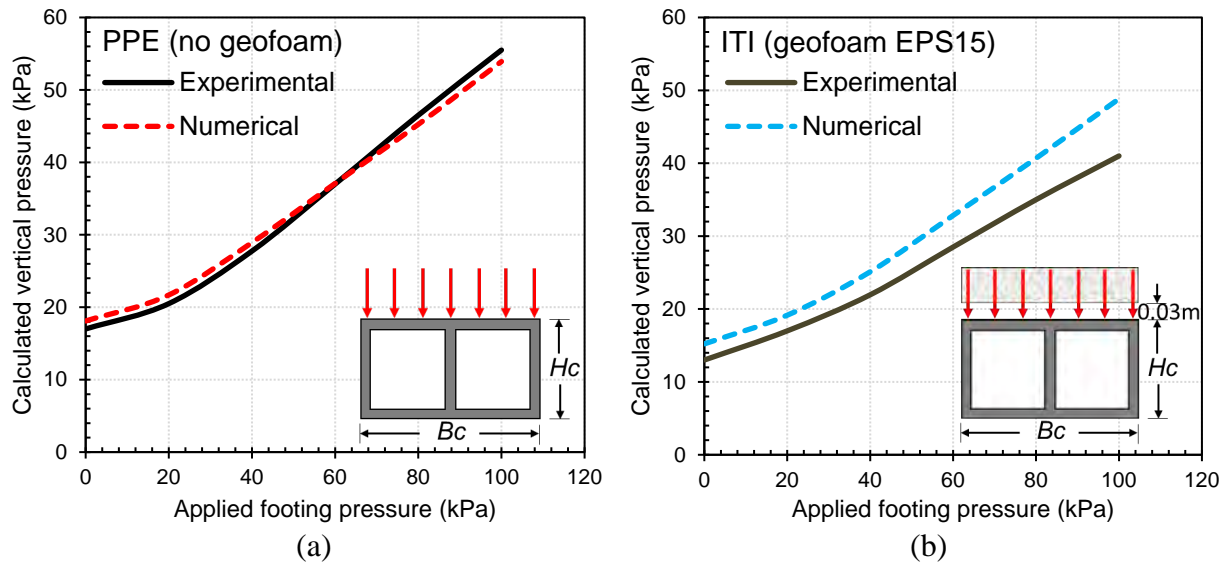 PPE (no geofoam)
Experimental
Numerical
Calculated vertical pressure (kPa)
60
50
40
30
20
10
0
Hc
Bc
0 20 40 60 80 100 120
Applied footing pressure (kPa)
(a)
ITI (geofoam EPS15)
Experimental
Numerical
Calculated vertical pressure (kPa)
60
50
40
30
20
10
0
0.03m
Hc
Bc
0 20 40 60 80 100 120
Applied footing pressure (kPa)
(b)